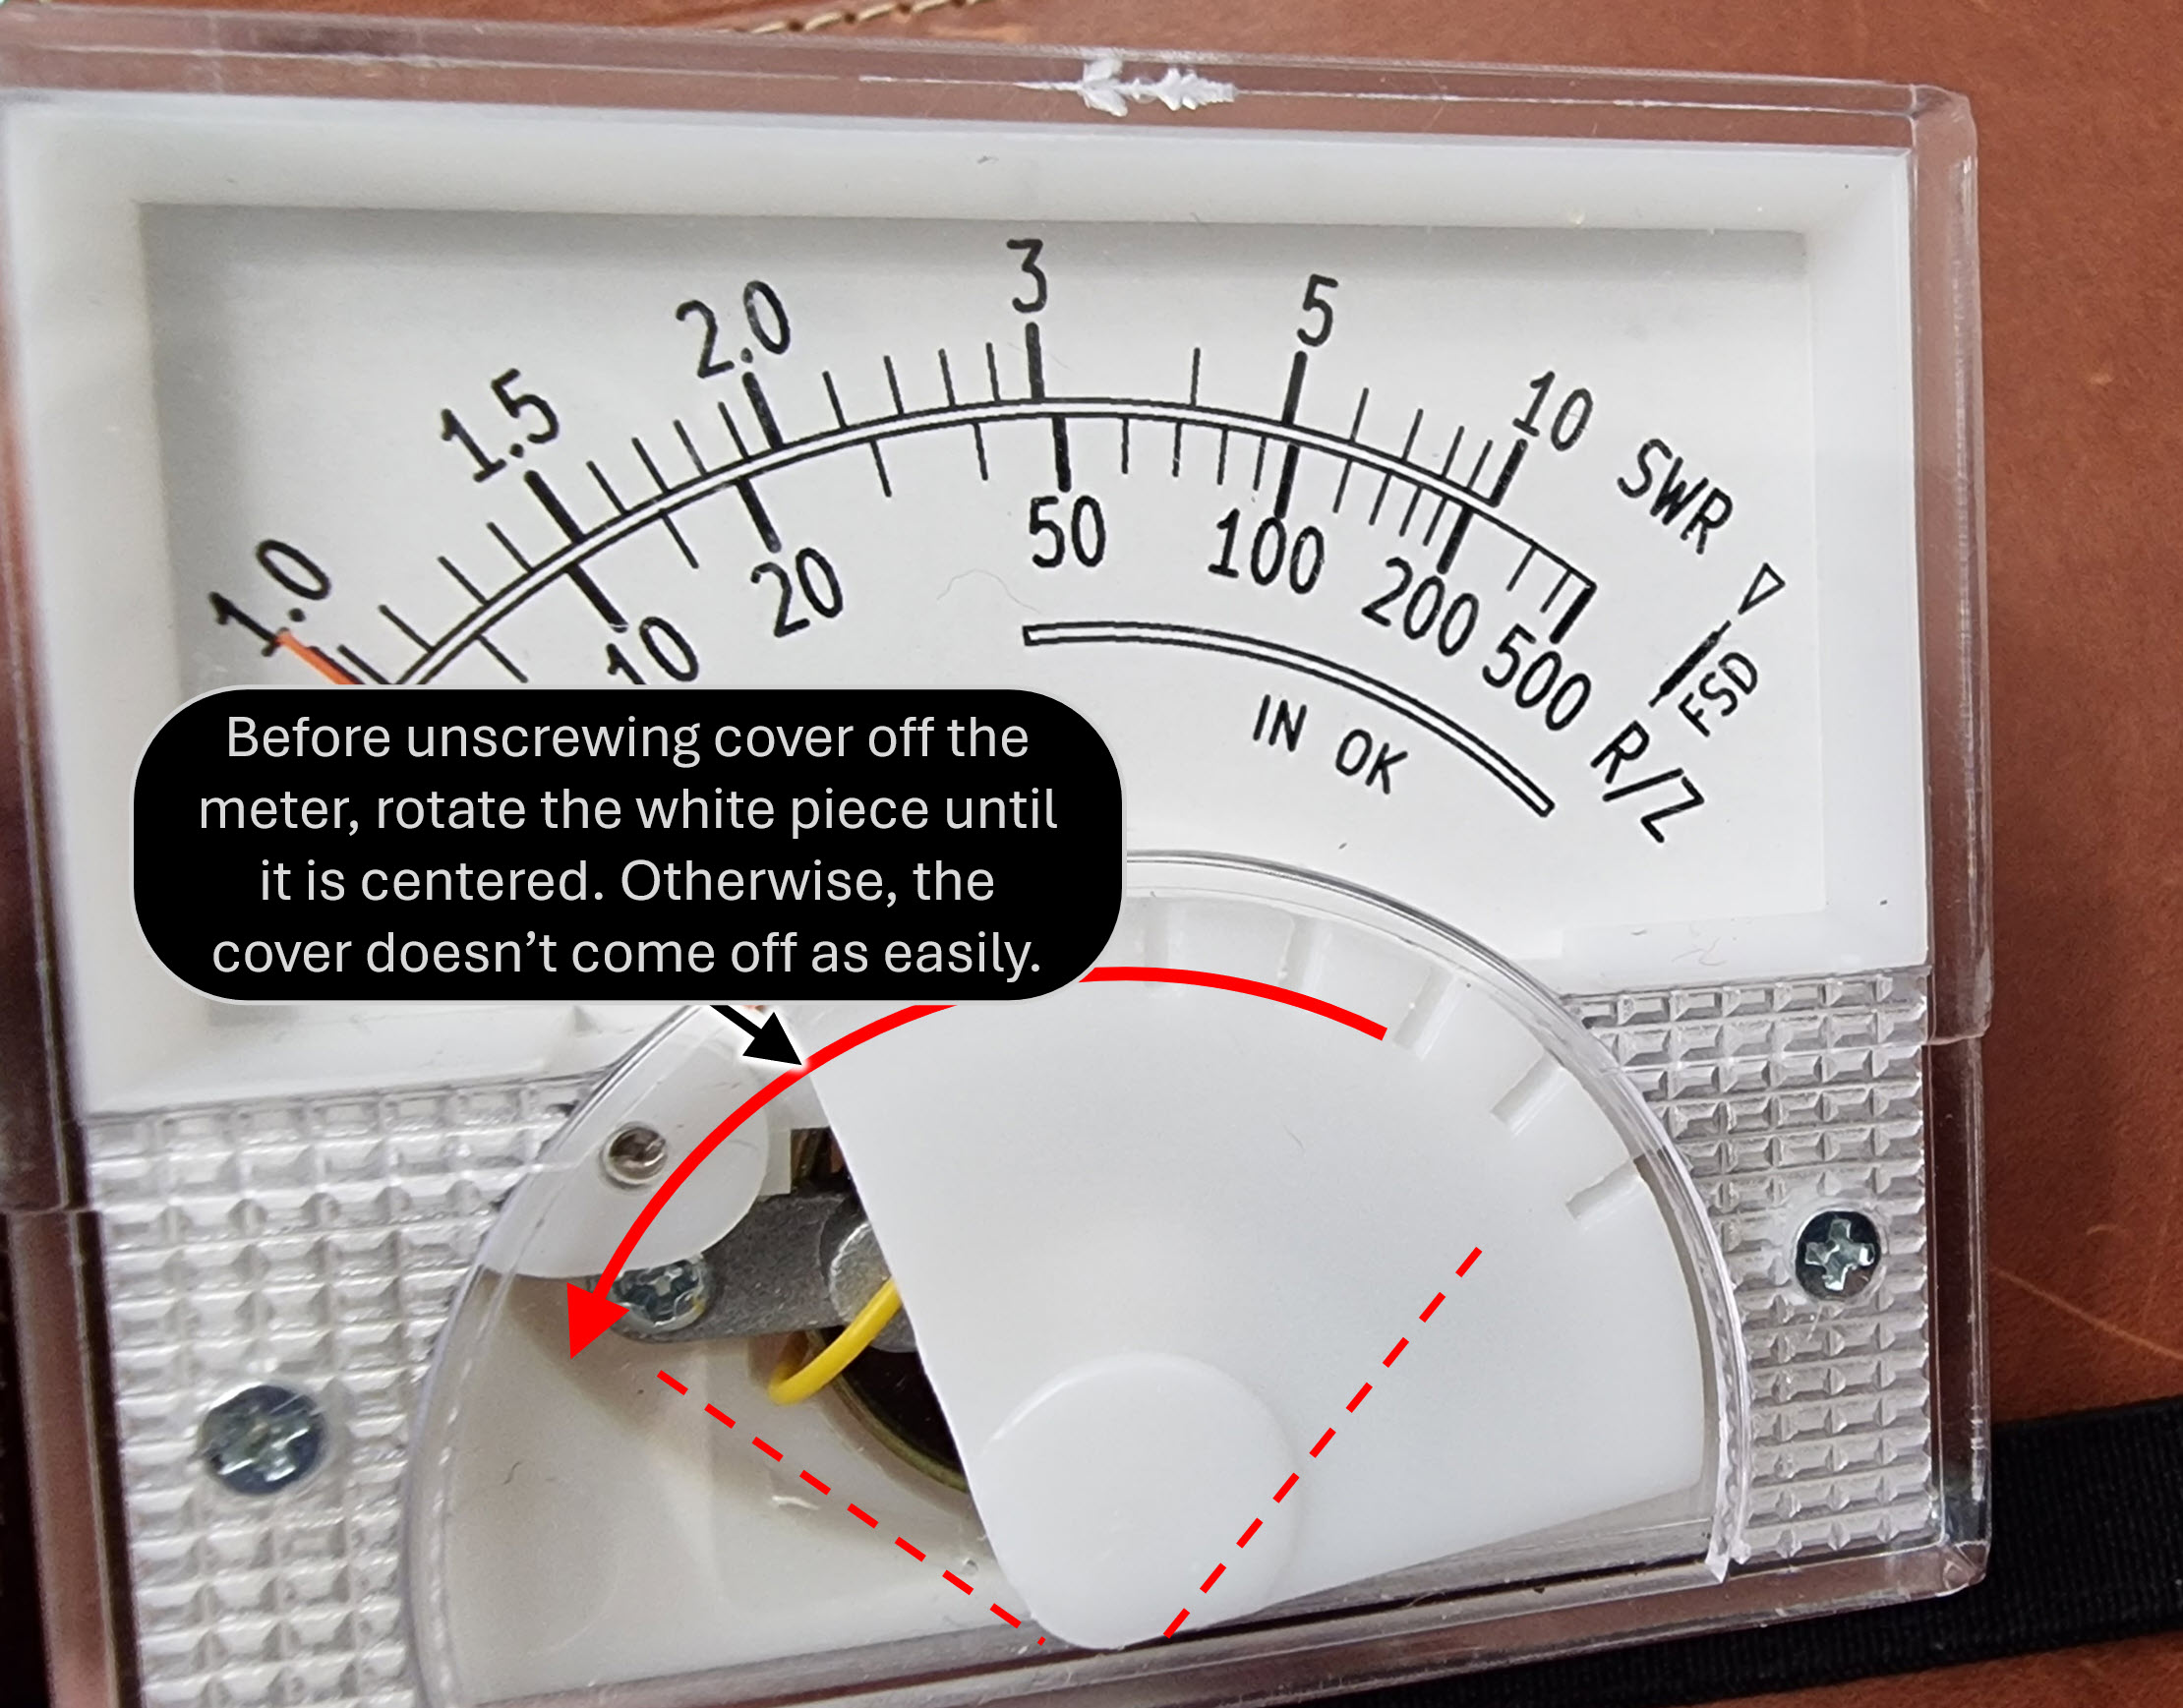 3
5
2.0
10
1.5
SWR
1.0
50
100
20
200
10
500
FSD
R/Z
IN OK
Before unscrewing cover off the
meter, rotate the white piece until
it is centered. Otherwise, the
cover doesn’t come off as easily.